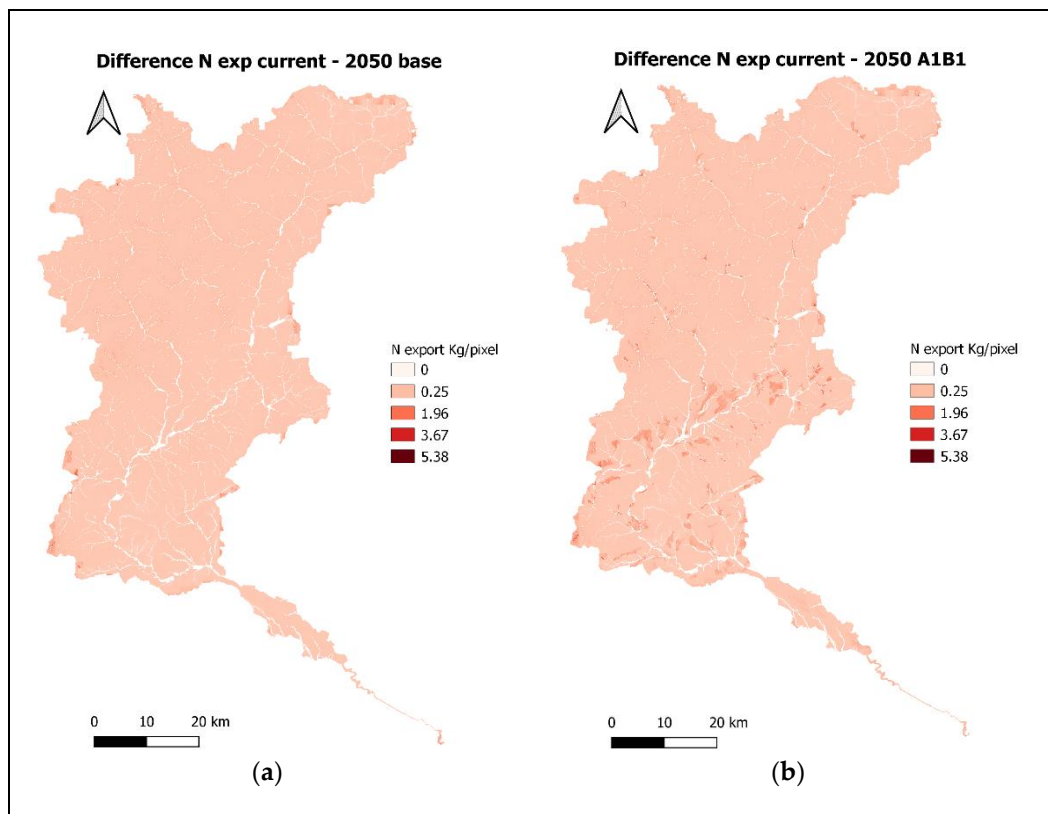 Difference N exp current - 2050 base
N export Kg/pixel
0
0.25
1.96
3.67
5.38
0 10 20 km
(a)
Difference N exp current - 2050 A1B1
N export Kg/pixel
0
0.25
1.96
3.67
5.38
0 10 20 km
(b)